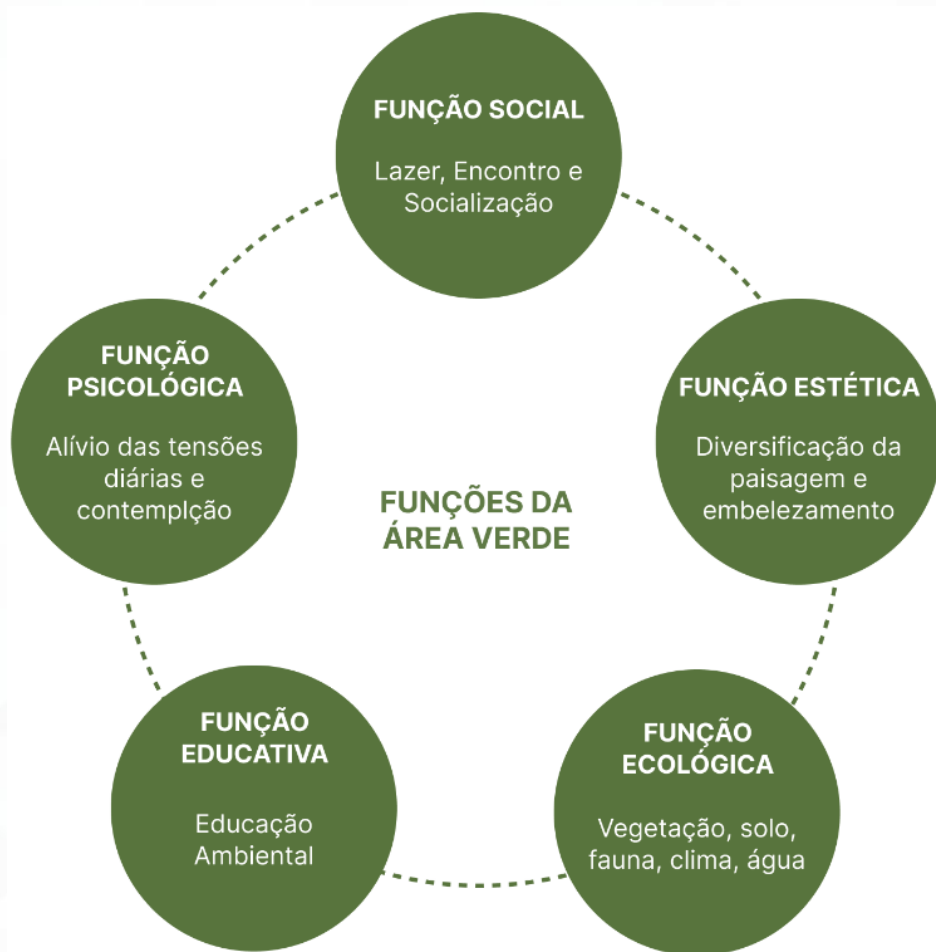 FUNÇÃO SOCIAL
Lazer, Encontro e
Socialização
FUNÇÃO
PSICOLÓGICA
Alívio das tensões
diárias e
contemplção
FUNÇÃO ESTÉTICA
Diversificação da
paisagem e
embelezamento
FUNÇÕES DA
ÁREA VERDE
FUNÇÃO
EDUCATIVA
Educação
Ambiental
FUNÇÃO
ECOLÓGICA
Vegetação, solo,
fauna, clima, água